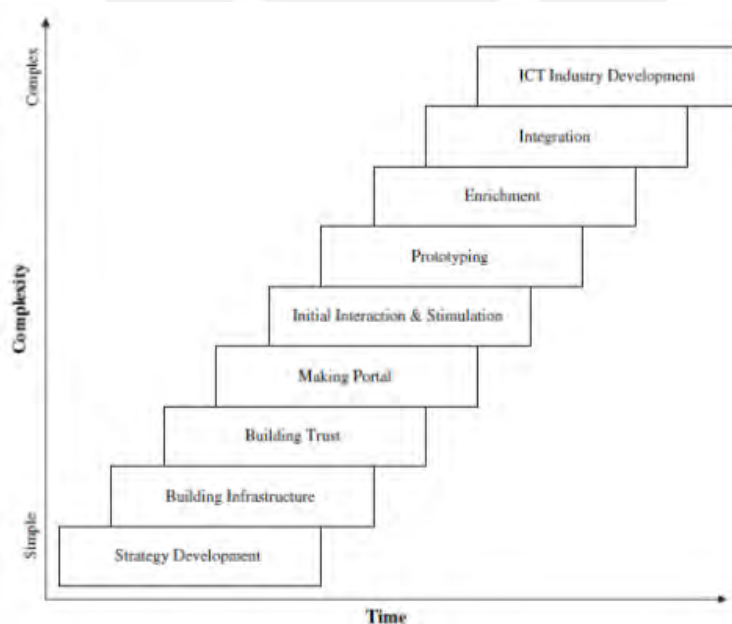 Complex
ICT Industry Development
Integration
Enrichment
Prototyping
Complexity
Initial Interaction & Stimulation
Making Portal
Building Trust
Building Infrastructure
Simple
Strategy Development
Time